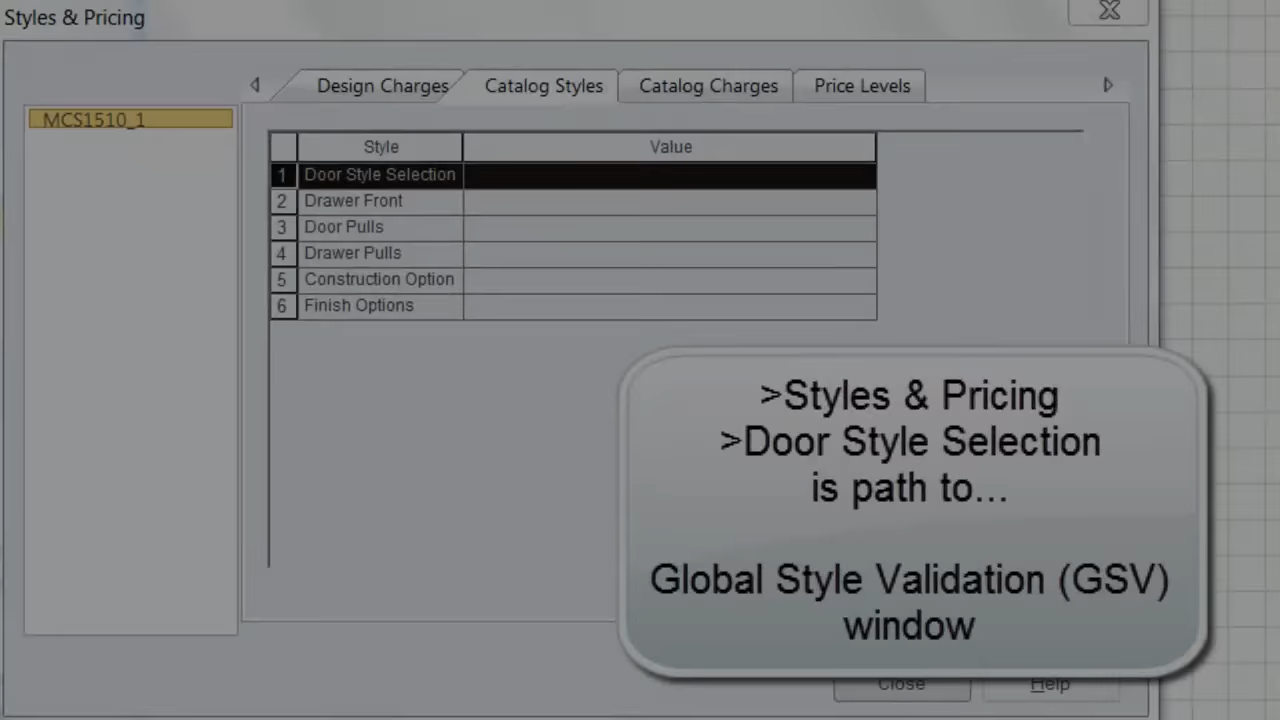 Styles & Pricing
Design Charges Catalog Styles Catalog Charges Price Levels
MCS1510_1
Style Value
1 Door Style Selection
2 Drawer Front
3 Door Pulls
4 Drawer Pulls
5 Construction Option
6 Finish Options
>Styles & Pricing
>Door Style Selection
is path to...
Global Style Validation (GSV)
window
Close Help